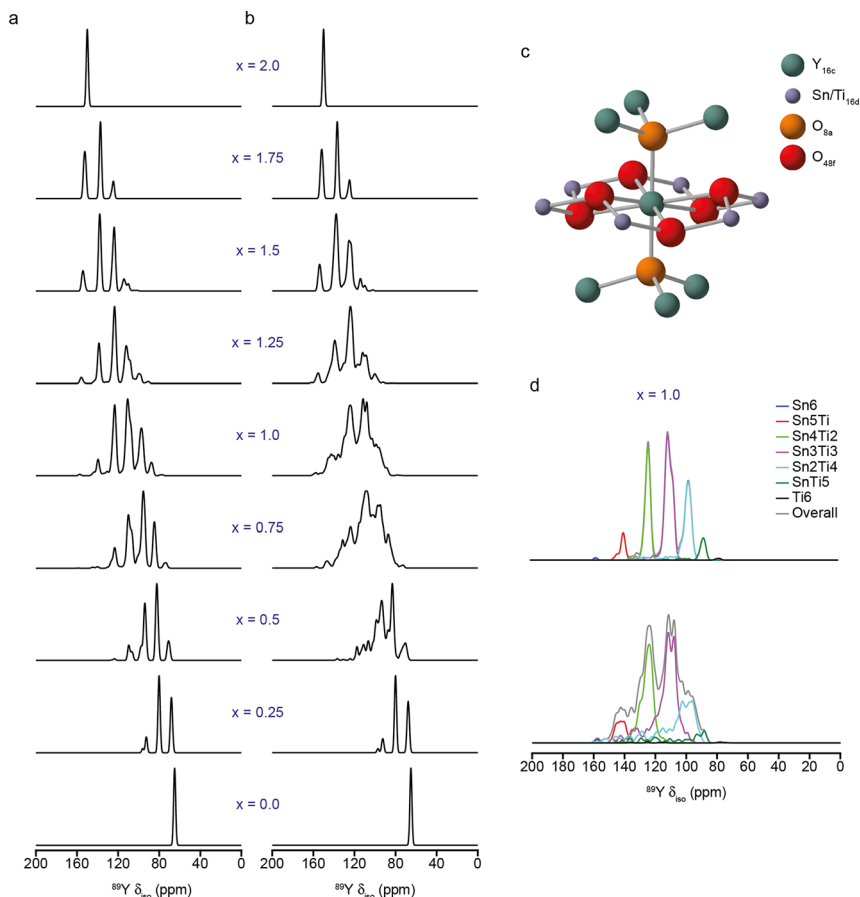 a
b
x = 2.0
x = 1.75
x = 1.5
x = 1.25
x = 1.0
x = 0.75
x = 0.5
x = 0.25
x = 0.0
200 160 120 80 40 0
⁸⁹Y δiso (ppm)
200 160 120 80 40 0
⁸⁹Y δiso (ppm)
c
Y16c
Sn/Ti16d
O8a
O48f
d
x = 1.0
Sn6
Sn5Ti
Sn4Ti2
Sn3Ti3
Sn2Ti4
SnTi5
Ti6
Overall
200 180 160 140 120 100 80 60 40 20 0
⁸⁹Y δiso (ppm)